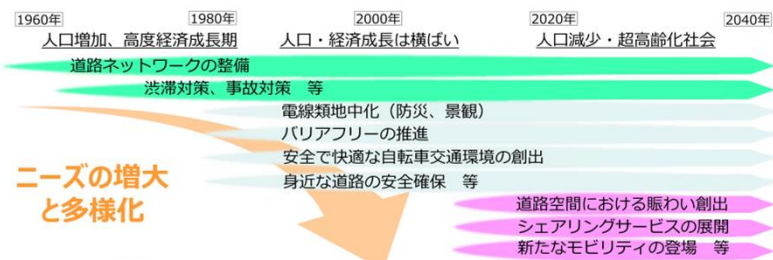 1960年 1980年 2000年 2020年 2040年
人口増加、高度経済成長期 人口・経済成長は横ばい 人口減少・超高齢化社会
道路ネットワークの整備
渋滞対策、事故対策 等
電線類地中化（防災、景観）
バリアフリーの推進
安全で快適な自転車交通環境の創出
身近な道路の安全確保 等
ニーズの増大
と多様化
道路空間における賑わい創出
シェアリングサービスの展開
新たなモビリティの登場 等